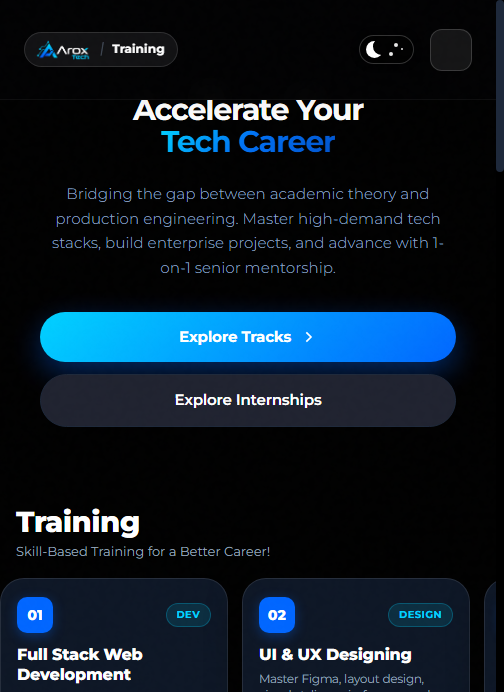 Arox
Tech
/
Training
Accelerate Your
Tech Career
Bridging the gap between academic theory and
production engineering. Master high-demand tech
stacks, build enterprise projects, and advance with 1-
on-1 senior mentorship.
Explore Tracks
Explore Internships
Training
Skill-Based Training for a Better Career!
01
DEV
Full Stack Web
Development
02
DESIGN
UI & UX Designing
Master Figma, layout design,